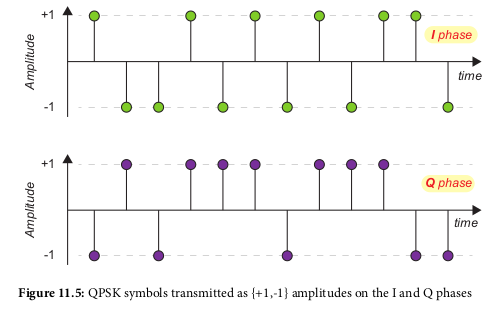 +1
Amplitude
I phase
time
-1
+1
Amplitude
Q phase
time
-1
Figure 11.5: QPSK symbols transmitted as {+1,-1} amplitudes on the I and Q phases